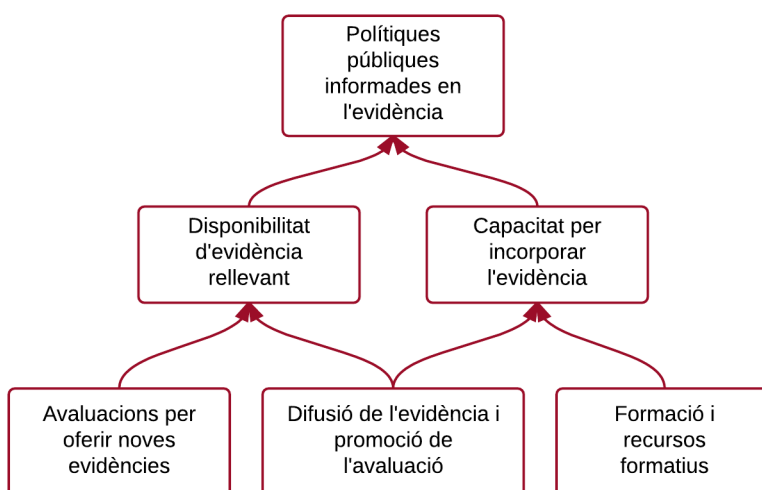 Polítiques
públiques
informades en
l'evidència
Disponibilitat
d'evidència
rellevant
Capacitat per
incorporar
l'evidència
Avaluacions per
oferir noves
evidències
Difusió de l'evidència i
promoció de
l'avaluació
Formació i
recursos
formatius